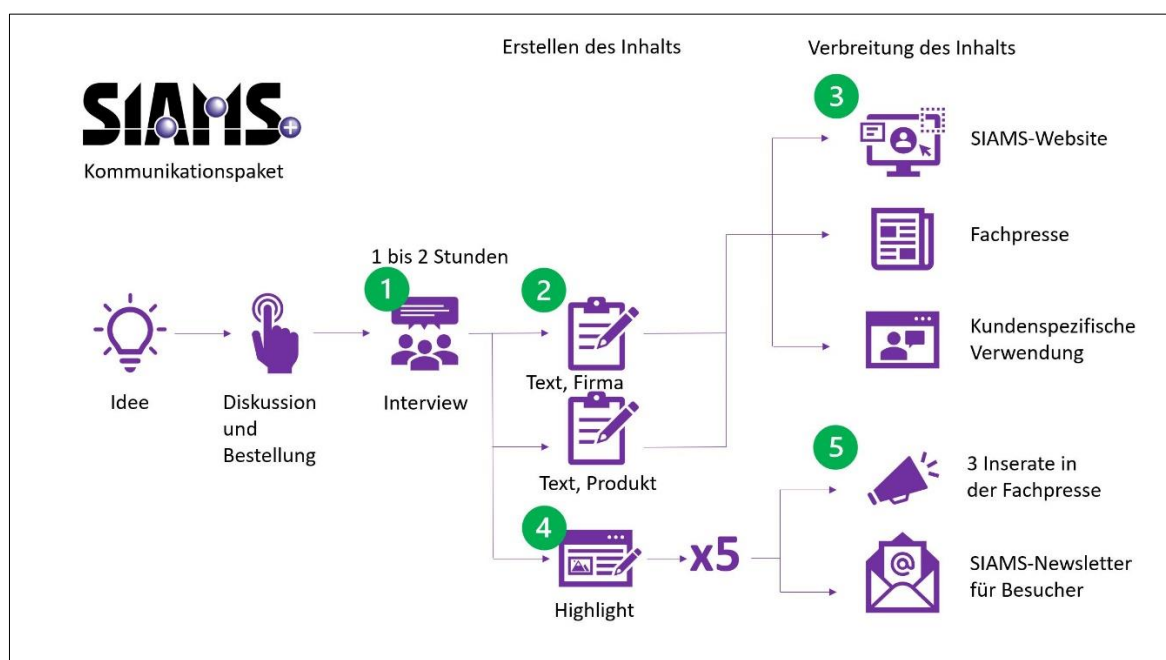 Erstellen des Inhalts
Verbreitung des Inhalts
SIAMS+
Kommunikationspaket
3
SIAMS-Website
Fachpresse
1 bis 2 Stunden
1
2
Kundenspezifische
Verwendung
Idee
Diskussion
und
Bestellung
Interview
Text, Firma
Text, Produkt
4
Highlight
x5
5
3 Inserate in
der Fachpresse
@
SIAMS-Newsletter
für Besucher